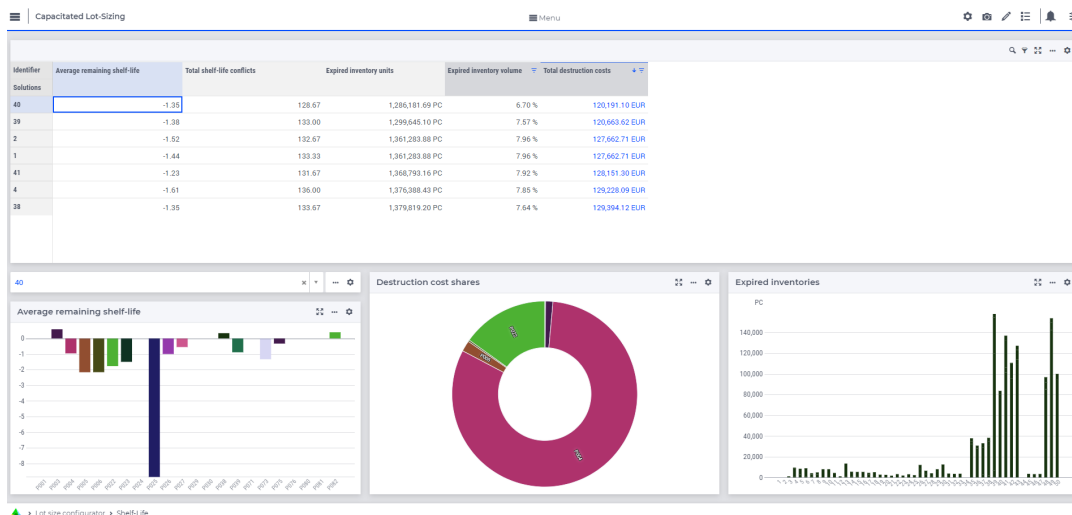 Capacitated Lot-Sizing
Menu
Identifier Average remaining shelf-life Total shelf-life conflicts Expired inventory units Expired inventory volume Total destruction costs
Solutions
40 -1.35 128.67 1,286,181.69 PC 6.70 % 120,191.10 EUR
39 -1.38 133.00 1,299,645.10 PC 7.57 % 120,663.62 EUR
2 -1.52 132.67 1,361,283.88 PC 7.96 % 127,662.71 EUR
1 -1.44 133.33 1,361,283.88 PC 7.96 % 127,662.71 EUR
41 -1.23 131.67 1,368,793.16 PC 7.92 % 128,151.30 EUR
4 -1.61 136.00 1,376,388.43 PC 7.85 % 129,228.09 EUR
38 -1.35 133.67 1,379,819.20 PC 7.64 % 129,394.12 EUR
40
Average remaining shelf-life
0
-1
-2
-3
-4
-5
-6
-7
-8
Destruction cost shares
P004
Expired inventories
PC
140,000
120,000
100,000
80,000
60,000
40,000
20,000
0
Lot size configurator > Shelf-Life